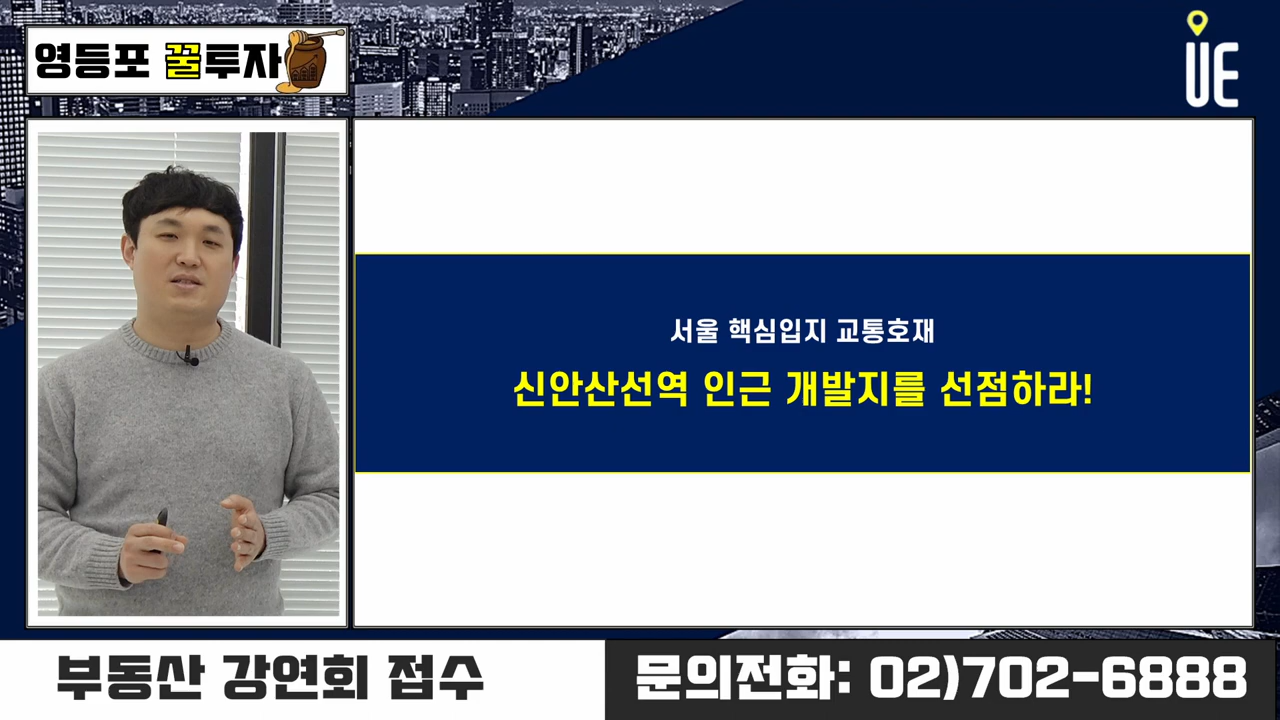 영등포 꿀투자
UE
서울 핵심입지 교통호재
신안산선역 인근 개발지를 선점하라!
부동산 강연회 접수
문의전화: 02)702-6888